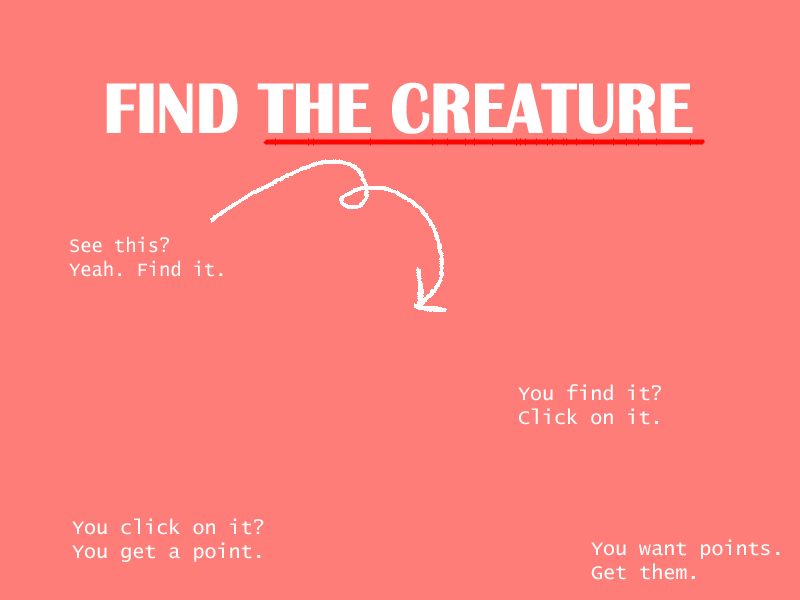 FIND THE CREATURE
See this?
Yeah. Find it.
You find it?
Click on it.
You click on it?
You get a point.
You want points.
Get them.